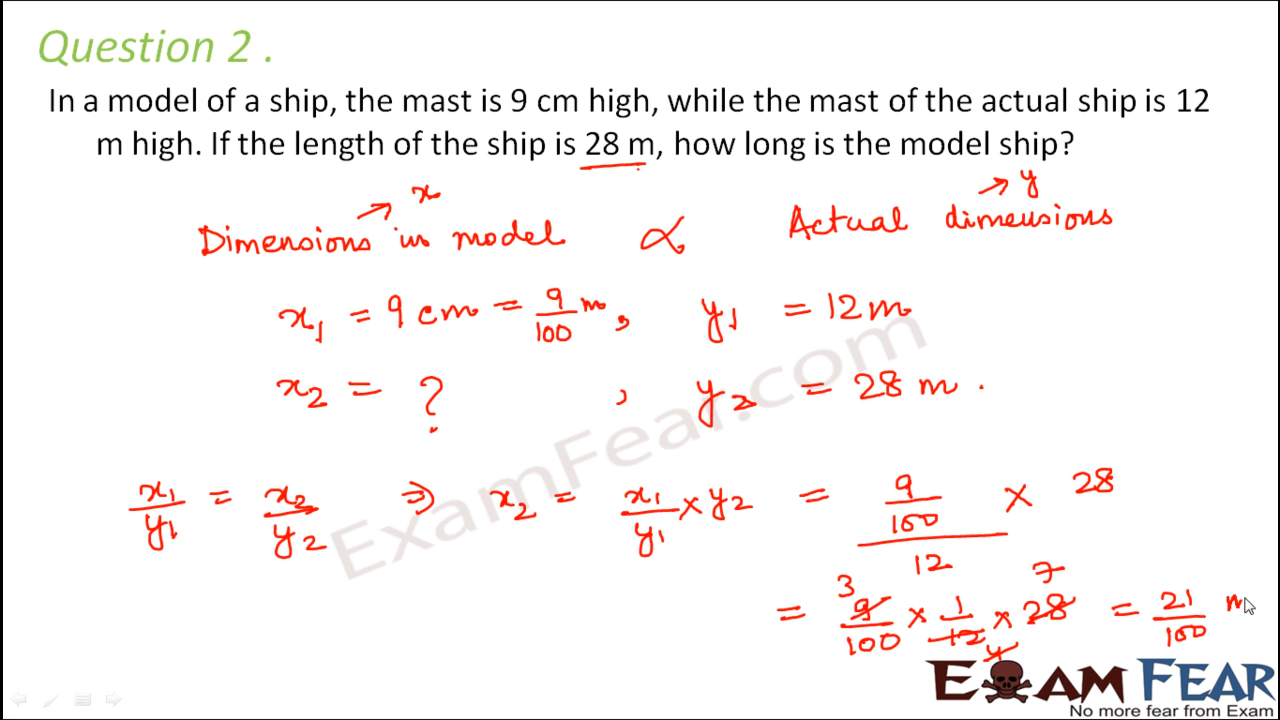 Question 2 .
In a model of a ship, the mast is 9 cm high, while the mast of the actual ship is 12
m high. If the length of the ship is 28 m, how long is the model ship?
→ x → y
Dimensions in model ∝ Actual dimensions
x₁ = 9 cm = 9/100 m, y₁ = 12 m
x₂ = ? , y₂ = 28 m .
x₁/y₁ = x₂/y₂ ⇒ x₂ = x₁/y₁ × y₂ = (9/100)/12 × 28
3 7
= 9/100 × 1/12 × 28 = 21/100 m
4
ExamFear.com
EXAM FEAR
No more fear from Exam